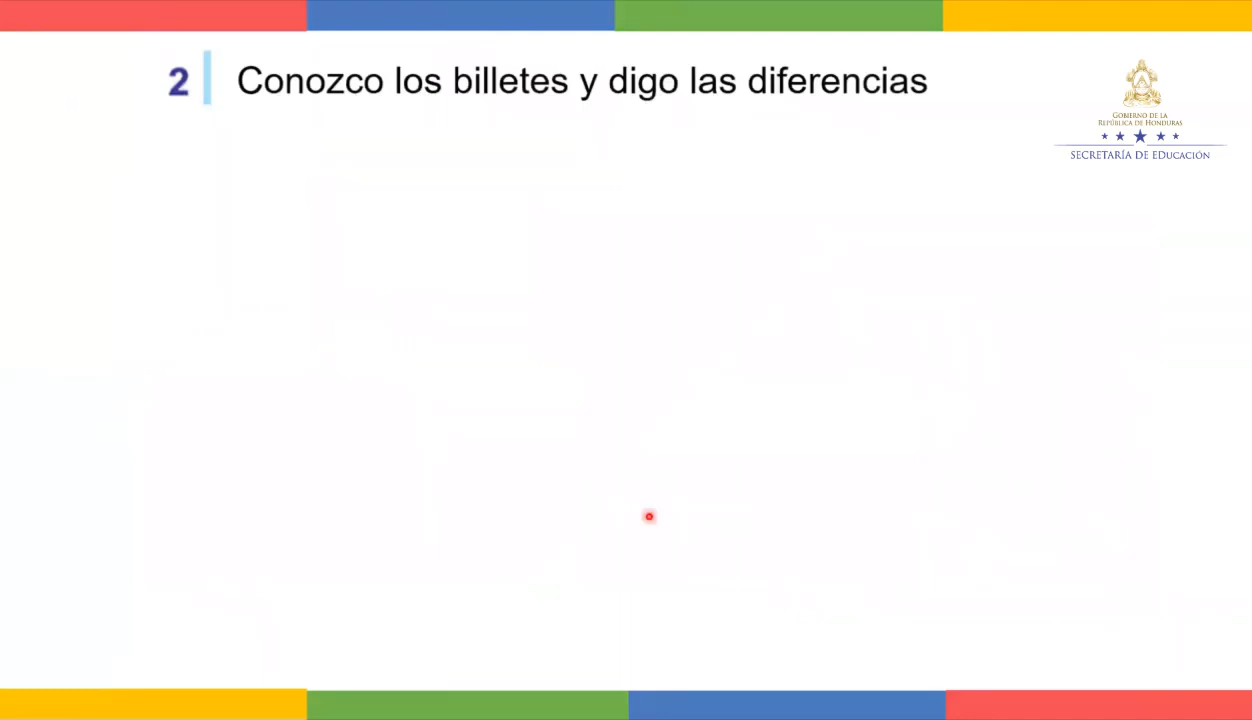 2 Conozco los billetes y digo las diferencias
GOBIERNO DE LA
REPÚBLICA DE HONDURAS
SECRETARÍA DE EDUCACIÓN